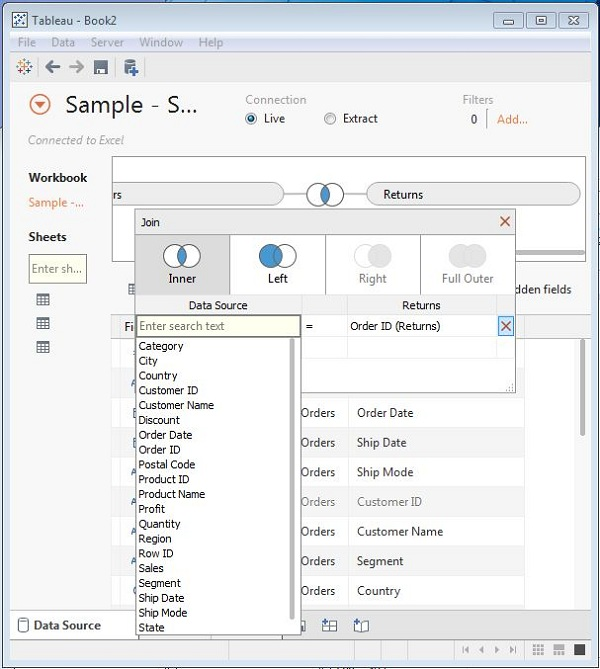 Tableau - Book2
File Data Server Window Help
Sample - S...
Connection
Live Extract
Filters
0 Add...
Connected to Excel
Workbook
Sample -...
Sheets
Enter sh...
rs
Returns
Join
Inner Left Right Full Outer
dden fields
Data Source Returns
Enter search text = Order ID (Returns)
Category
City
Country
Customer ID
Customer Name
Discount
Order Date
Order ID
Postal Code
Product ID
Product Name
Profit
Quantity
Region
Row ID
Sales
Segment
Ship Date
Ship Mode
State
Orders Order Date
Orders Ship Date
Orders Ship Mode
Orders Customer ID
Orders Customer Name
Orders Segment
Orders Country
Data Source